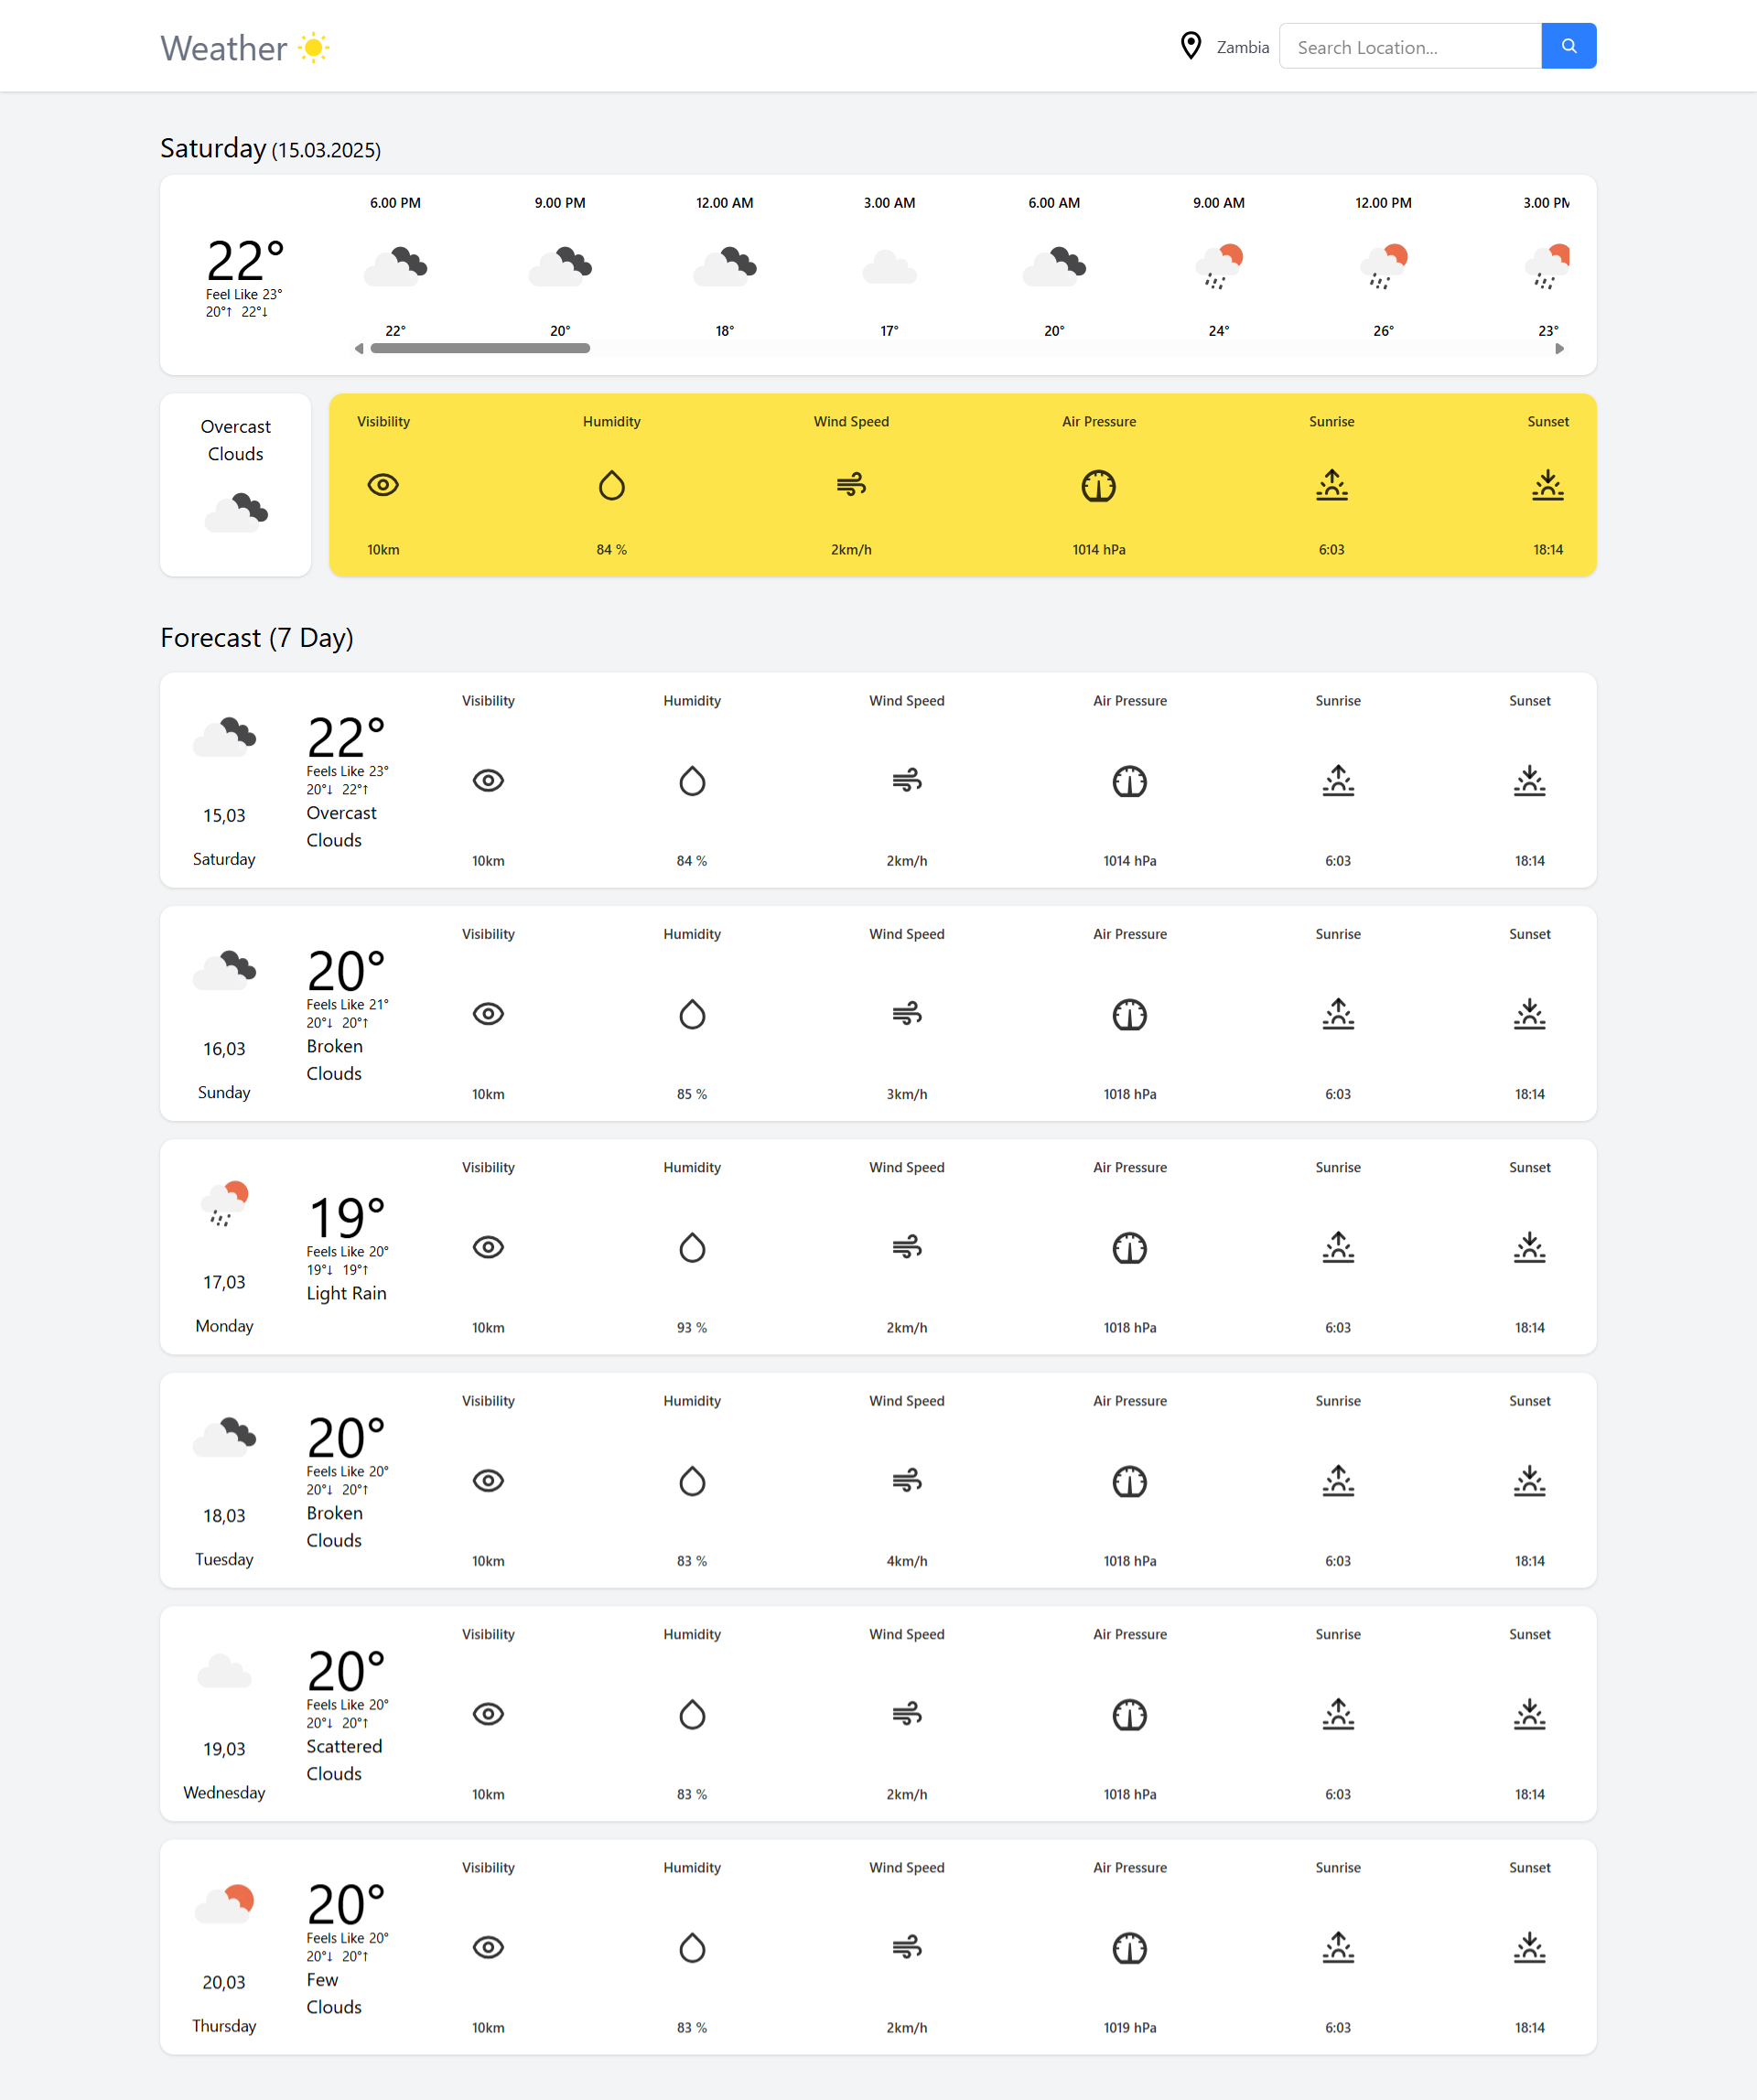 Weather
Zambia
Search Location...
Saturday (15.03.2025)
6.00 PM 9.00 PM 12.00 AM 3.00 AM 6.00 AM 9.00 AM 12.00 PM 3.00 PM
22°
Feel Like 23°
20°↑ 22°↓
22° 20° 18° 17° 20° 24° 26° 23°
Overcast
Clouds
Visibility Humidity Wind Speed Air Pressure Sunrise Sunset
10km 84 % 2km/h 1014 hPa 6:03 18:14
Forecast (7 Day)
15,03
Saturday
22°
Feels Like 23°
20°↓ 22°↑
Overcast
Clouds
Visibility Humidity Wind Speed Air Pressure Sunrise Sunset
10km 84 % 2km/h 1014 hPa 6:03 18:14
16,03
Sunday
20°
Feels Like 21°
20°↓ 20°↑
Broken
Clouds
Visibility Humidity Wind Speed Air Pressure Sunrise Sunset
10km 85 % 3km/h 1018 hPa 6:03 18:14
17,03
Monday
19°
Feels Like 20°
19°↓ 19°↑
Light Rain
Visibility Humidity Wind Speed Air Pressure Sunrise Sunset
10km 93 % 2km/h 1018 hPa 6:03 18:14
18,03
Tuesday
20°
Feels Like 20°
20°↓ 20°↑
Broken
Clouds
Visibility Humidity Wind Speed Air Pressure Sunrise Sunset
10km 83 % 4km/h 1018 hPa 6:03 18:14
19,03
Wednesday
20°
Feels Like 20°
20°↓ 20°↑
Scattered
Clouds
Visibility Humidity Wind Speed Air Pressure Sunrise Sunset
10km 83 % 2km/h 1018 hPa 6:03 18:14
20,03
Thursday
20°
Feels Like 20°
20°↓ 20°↑
Few
Clouds
Visibility Humidity Wind Speed Air Pressure Sunrise Sunset
10km 83 % 2km/h 1019 hPa 6:03 18:14